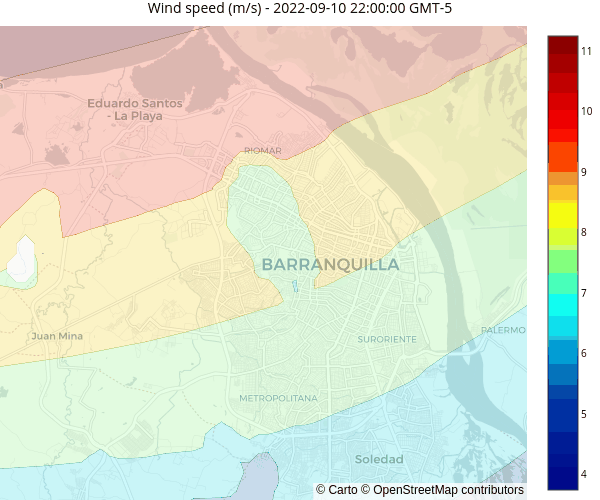 Wind speed (m/s) - 2022-09-10 22:00:00 GMT-5
Eduardo Santos
- La Playa
RIOMAR
BARRANQUILLA
Juan Mina
SURORIENTE
PALERMO
METROPOLITANA
Soledad
© Carto © OpenStreetMap contributors
11
10
9
8
7
6
5
4